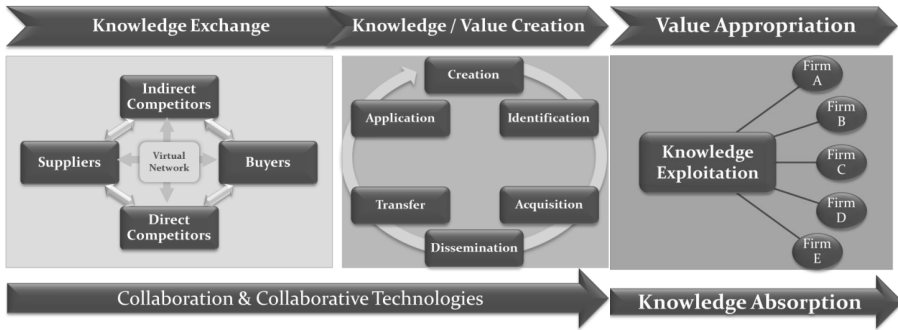 Knowledge Exchange
Knowledge / Value Creation
Value Appropriation
Indirect
Competitors
Suppliers
Virtual
Network
Buyers
Direct
Competitors
Creation
Application
Identification
Transfer
Acquisition
Dissemination
Knowledge
Exploitation
Firm
A
Firm
B
Firm
C
Firm
D
Firm
E
Collaboration & Collaborative Technologies
Knowledge Absorption